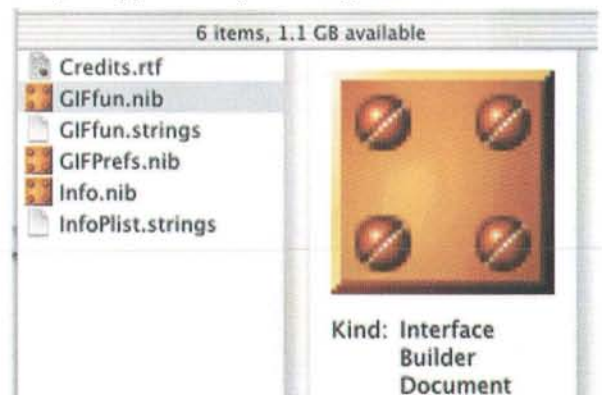 6 items, 1.1 GB available
Credits.rtf
GIFfun.nib
GIFfun.strings
GIFPrefs.nib
Info.nib
InfoPlist.strings
Kind: Interface
Builder
Document